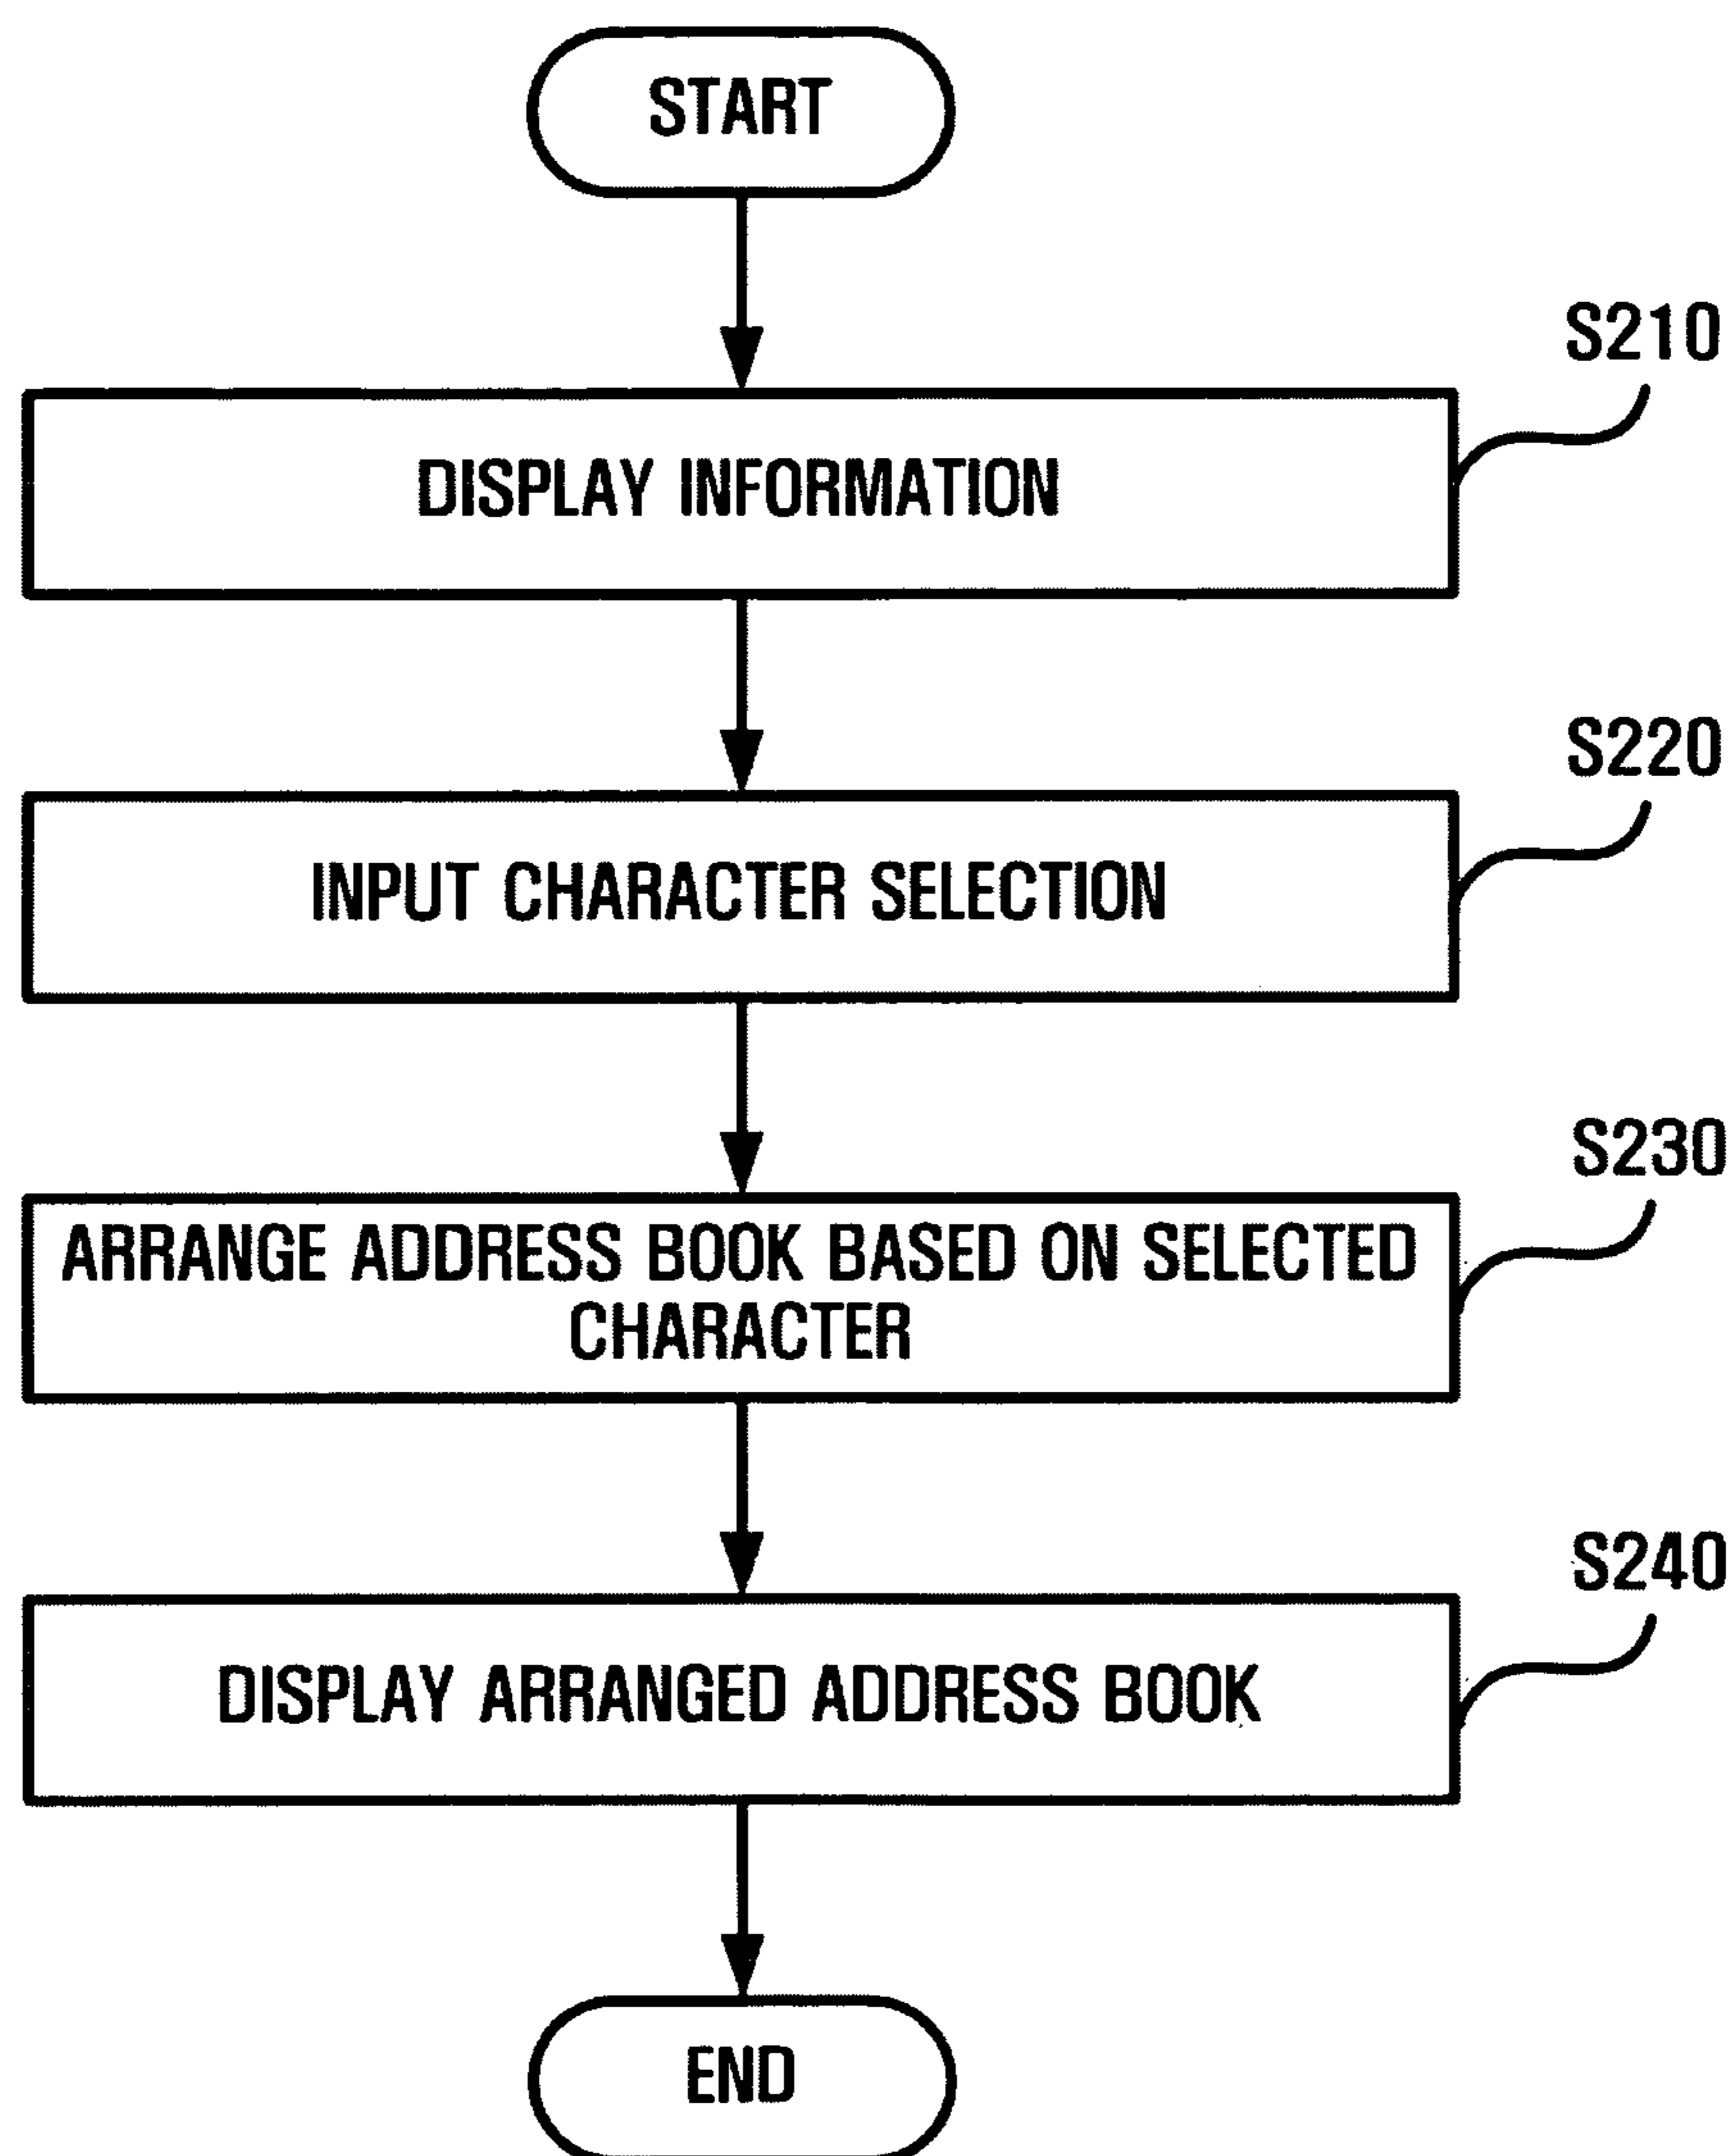 START
S210
DISPLAY INFORMATION
S220
INPUT CHARACTER SELECTION
S230
ARRANGE ADDRESS BOOK BASED ON SELECTED
CHARACTER
S240
DISPLAY ARRANGED ADDRESS BOOK
END